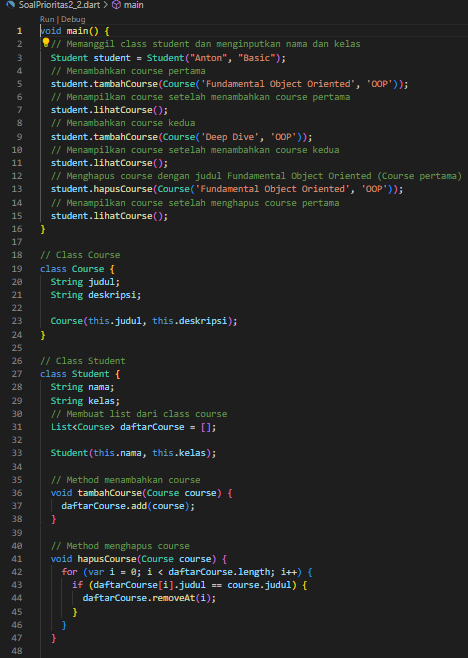 SoalPrioritas2_2.dart > main
Run | Debug
1 void main() {
2 // Memanggil class student dan menginputkan nama dan kelas
3 Student student = Student("Anton", "Basic");
4 // Menambahkan course pertama
5 student.tambahCourse(Course('Fundamental Object Oriented', 'OOP'));
6 // Menampilkan course setelah menambahkan course pertama
7 student.lihatCourse();
8 // Menambahkan course kedua
9 student.tambahCourse(Course('Deep Dive', 'OOP'));
10 // Menampilkan course setelah menambahkan course kedua
11 student.lihatCourse();
12 // Menghapus course dengan judul Fundamental Object Oriented (Course pertama)
13 student.hapusCourse(Course('Fundamental Object Oriented', 'OOP'));
14 // Menampilkan course setelah menghapus course pertama
15 student.lihatCourse();
16 }
17
18 // Class Course
19 class Course {
20 String judul;
21 String deskripsi;
22
23 Course(this.judul, this.deskripsi);
24 }
25
26 // Class Student
27 class Student {
28 String nama;
29 String kelas;
30 // Membuat list dari class course
31 List<Course> daftarCourse = [];
32
33 Student(this.nama, this.kelas);
34
35 // Method menambahkan course
36 void tambahCourse(Course course) {
37 daftarCourse.add(course);
38 }
39
40 // Method menghapus course
41 void hapusCourse(Course course) {
42 for (var i = 0; i < daftarCourse.length; i++) {
43 if (daftarCourse[i].judul == course.judul) {
44 daftarCourse.removeAt(i);
45 }
46 }
47 }
48